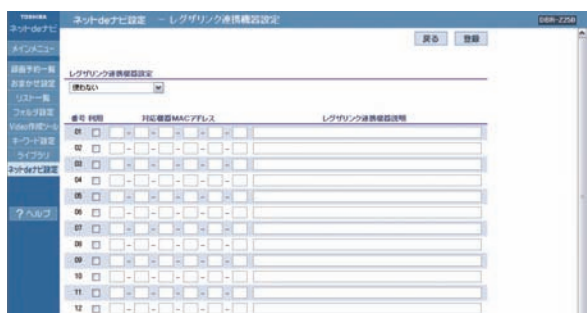 TOSHIBA
ネットdeナビ
ネットdeナビ設定 － レグザリンク連携機器設定
DBR-Z250
戻る 登録
メインメニュー
録画予約一覧
おまかせ設定
リスト一覧
フォルダ設定
Video作成ツール
キーワード設定
ライブラリ
ネットdeナビ設定
?ヘルプ
レグザリンク連携機器設定
使わない
番号 利用 対応機器MACアドレス レグザリンク連携機器説明
01 - - - - -
02 - - - - -
03 - - - - -
04 - - - - -
05 - - - - -
06 - - - - -
07 - - - - -
08 - - - - -
09 - - - - -
10 - - - - -
11 - - - - -
12 - - - - -